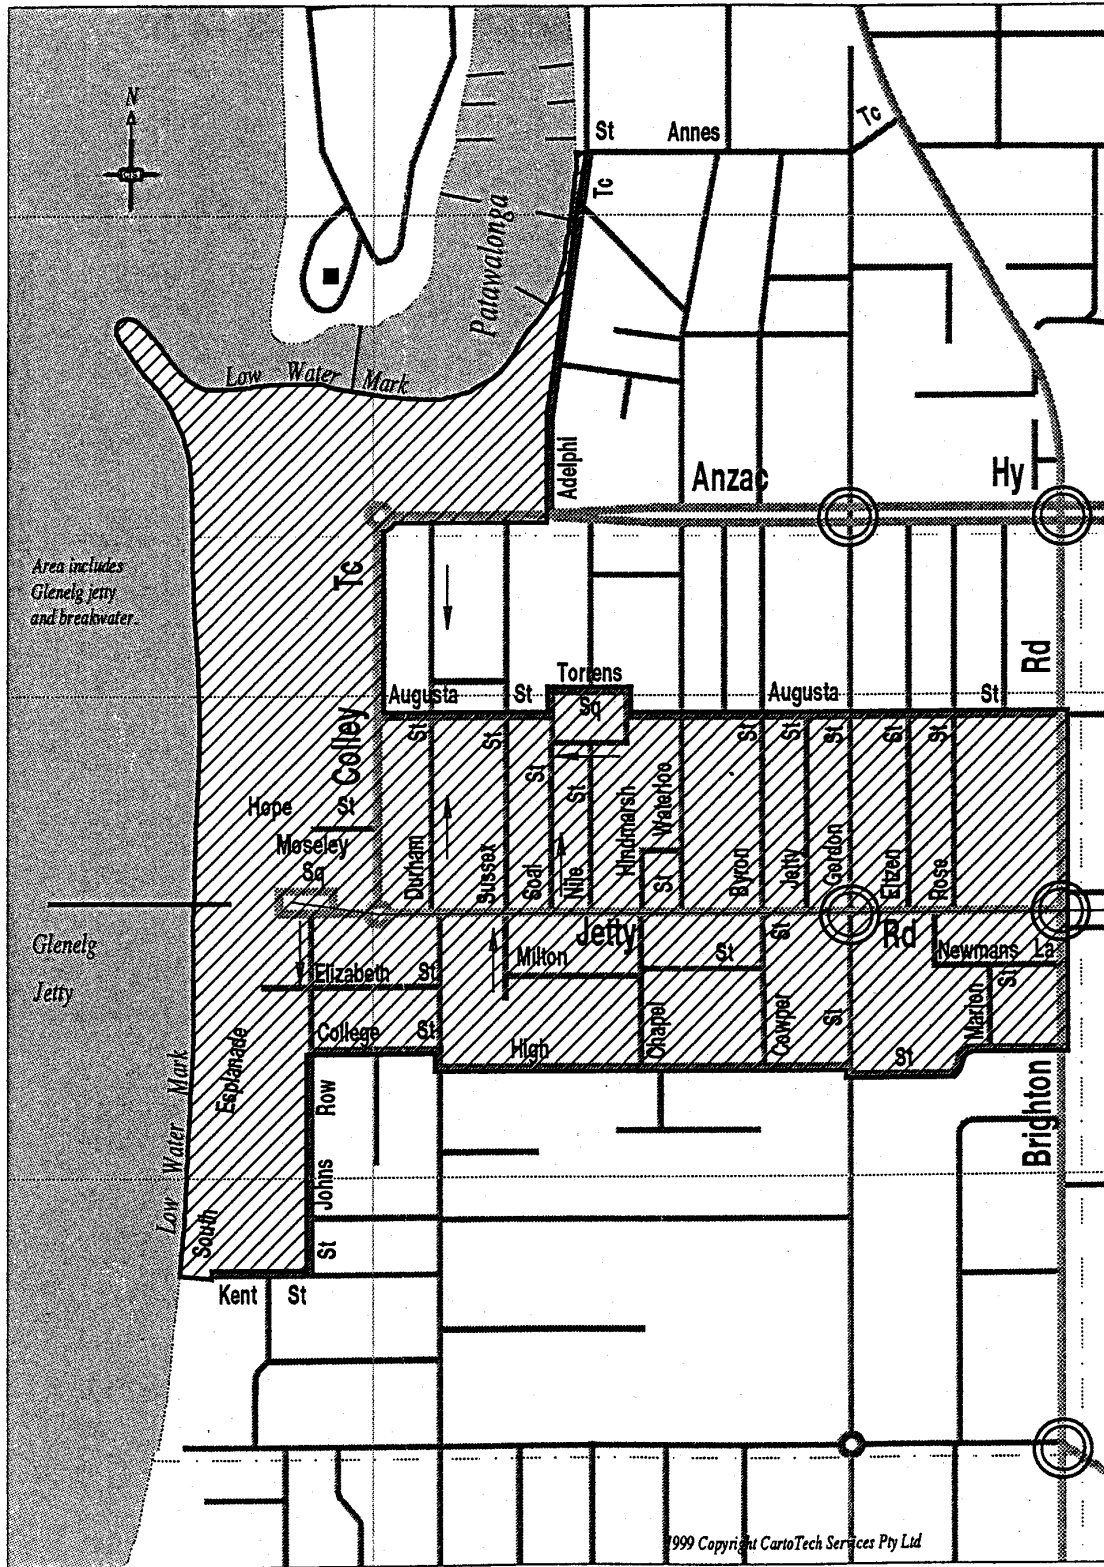 N
GIS
St Annes Tc
Tc
Patawalonga
Low Water Mark
Adelphi
Anzac Hy
Area includes
Glenelg jetty
and breakwater.
Tc
Colley
Rd
Torrens
Sq
Augusta St
Augusta St
Hope St
Moseley
Sq
Durham St
Sussex St
Soal St
Nile St
Hindmarsh
Waterloo
St
Byron St
Jetty St
Gordon St
Elzen St
Rose St
Glenelg
Jetty
Jetty Rd
Elizabeth St
Milton St
Newmans La
College St
High St
Chapel
Cowper St
St
Marion St
Low Water Mark
South Esplanade
St Johns Row
Brighton
Kent St
1999 Copyright CartoTech Services Pty Ltd